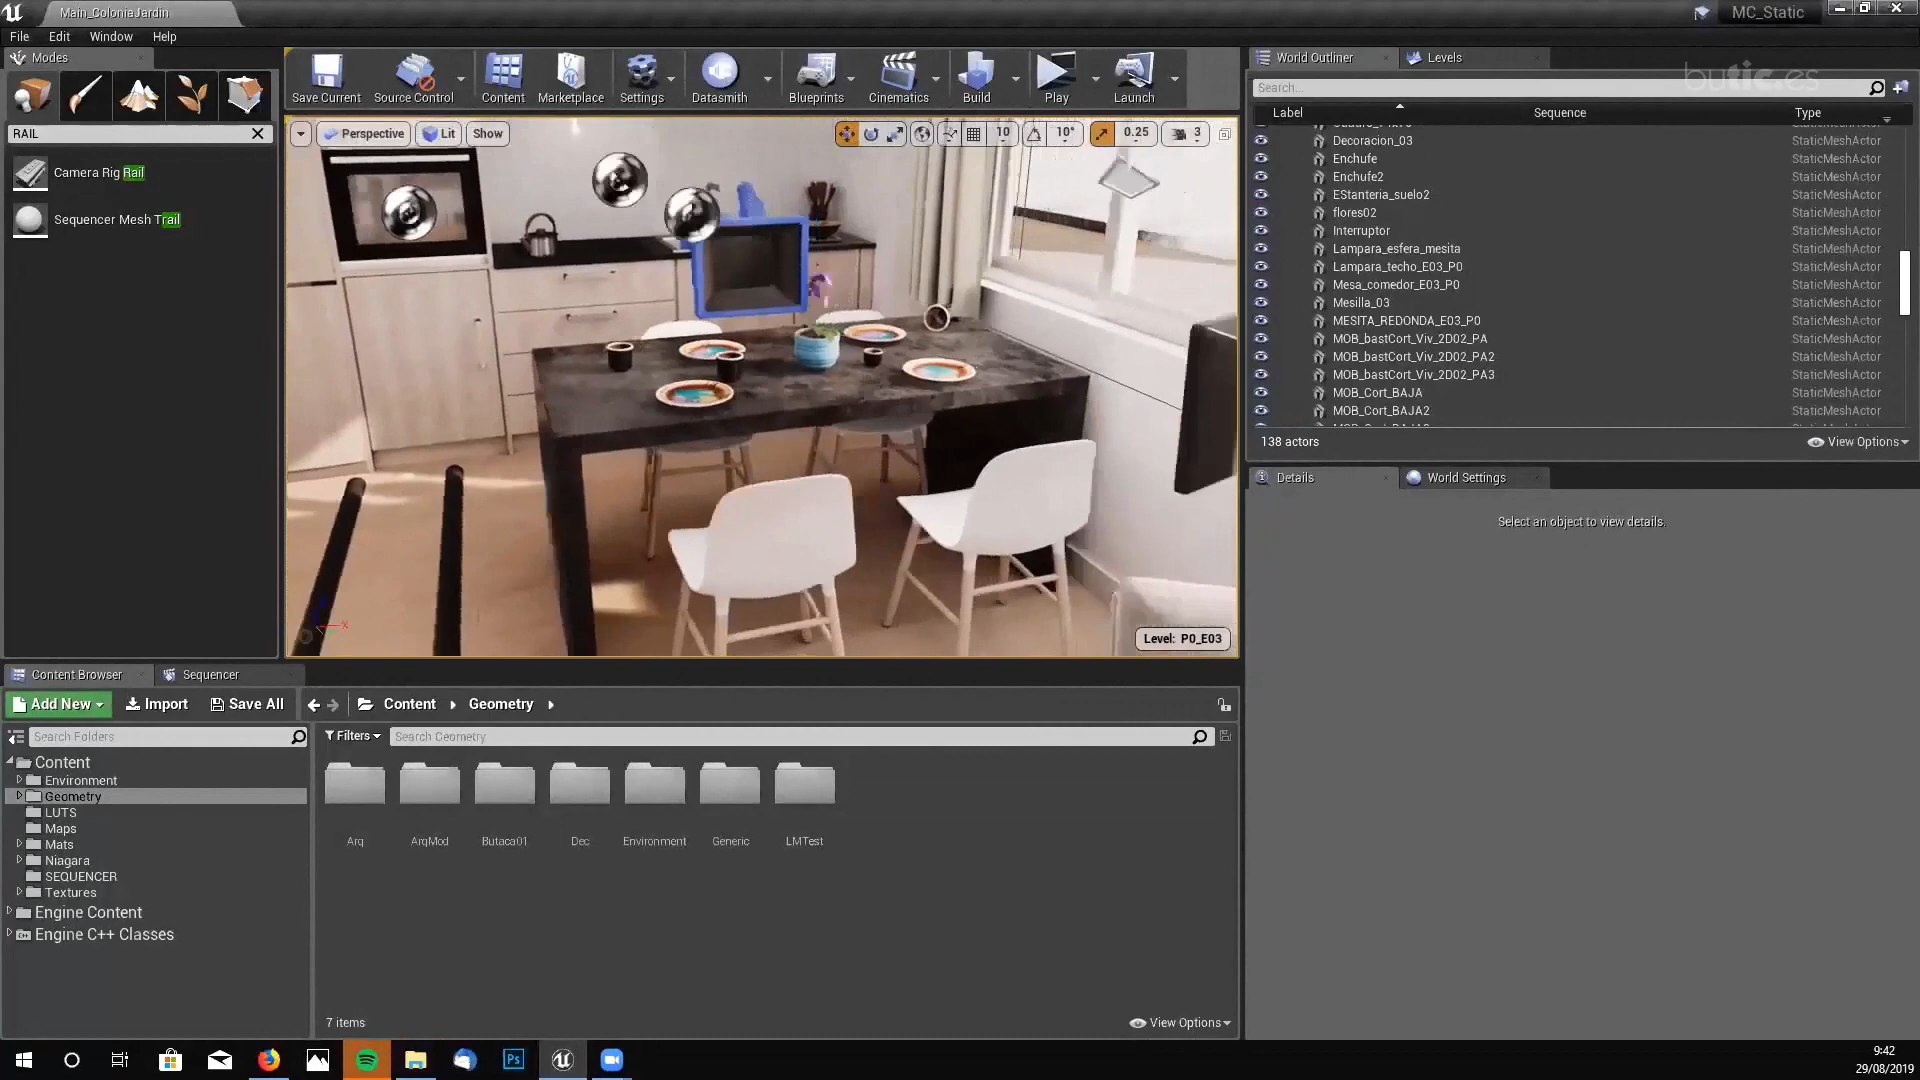 Main_ColoniaJardin
MC_Static
File Edit Window Help
Modes
RAIL
Camera Rig Rail
Sequencer Mesh Trail
Save Current
Source Control
Content
Marketplace
Settings
Datasmith
Blueprints
Cinematics
Build
Play
Launch
Perspective
Lit
Show
10
10°
0.25
3
X
Level: P0_E03
World Outliner
Levels
butic.es
Search...
Label Sequence Type
Decoracion_03 StaticMeshActor
Enchufe StaticMeshActor
Enchufe2 StaticMeshActor
EStanteria_suelo2 StaticMeshActor
flores02 StaticMeshActor
Interruptor StaticMeshActor
Lampara_esfera_mesita StaticMeshActor
Lampara_techo_E03_P0 StaticMeshActor
Mesa_comedor_E03_P0 StaticMeshActor
Mesilla_03 StaticMeshActor
MESITA_REDONDA_E03_P0 StaticMeshActor
MOB_bastCort_Viv_2D02_PA StaticMeshActor
MOB_bastCort_Viv_2D02_PA2 StaticMeshActor
MOB_bastCort_Viv_2D02_PA3 StaticMeshActor
MOB_Cort_BAJA StaticMeshActor
MOB_Cort_BAJA2 StaticMeshActor
138 actors
View Options
Details
World Settings
Select an object to view details.
Content Browser
Sequencer
Add New
Import
Save All
Content
Geometry
Search Folders
Filters
Search Geometry
Content
Environment
Geometry
LUTS
Maps
Mats
Niagara
SEQUENCER
Textures
Engine Content
Engine C++ Classes
Arq
ArqMod
Butaca01
Dec
Environment
Generic
LMTest
7 items
View Options
Ps
9:42
29/08/2019